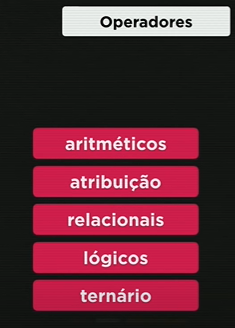 Operadores
aritméticos
atribuição
relacionais
lógicos
ternário